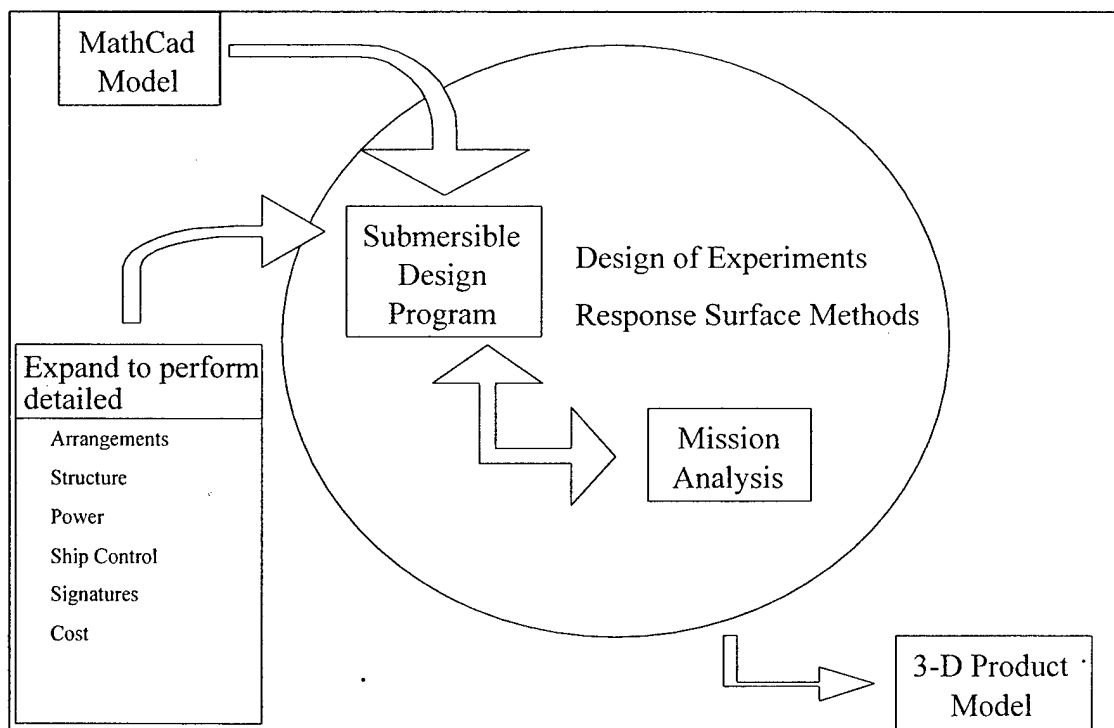 MathCad
Model
Submersible
Design
Program
Design of Experiments
Response Surface Methods
Expand to perform
detailed
Arrangements
Structure
Power
Ship Control
Signatures
Cost
Mission
Analysis
3-D Product
Model